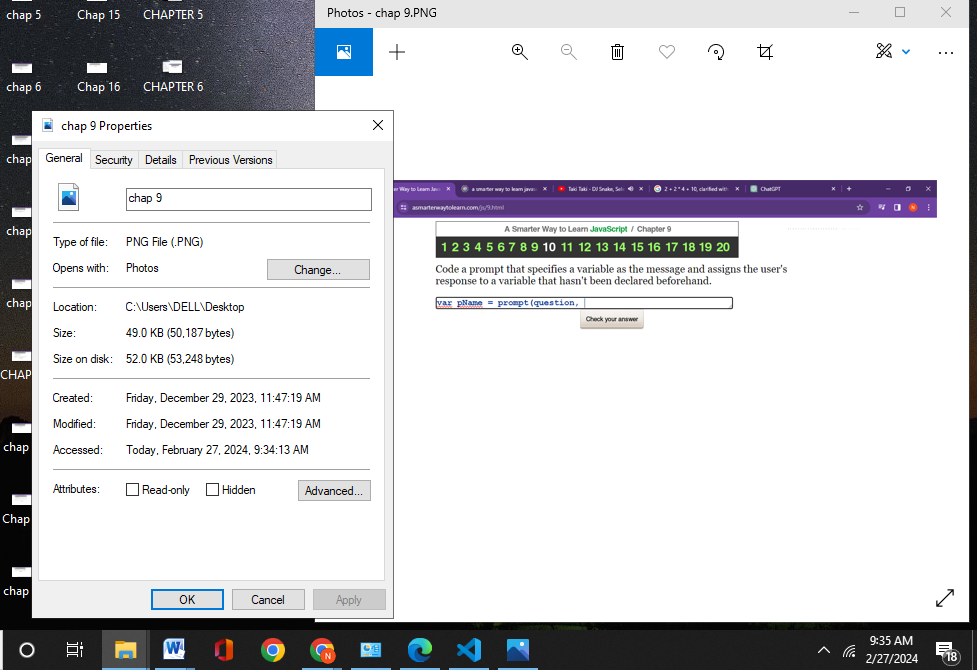 chap 5
Chap 15
CHAPTER 5
chap 6
Chap 16
CHAPTER 6
chap
chap
chap
CHAP
chap
Chap
chap
Photos - chap 9.PNG
chap 9 Properties
General
Security
Details
Previous Versions
chap 9
Type of file:
PNG File (.PNG)
Opens with:
Photos
Change...
Location:
C:\Users\DELL\Desktop
Size:
49.0 KB (50,187 bytes)
Size on disk:
52.0 KB (53,248 bytes)
Created:
Friday, December 29, 2023, 11:47:19 AM
Modified:
Friday, December 29, 2023, 11:47:19 AM
Accessed:
Today, February 27, 2024, 9:34:13 AM
Attributes:
Read-only
Hidden
Advanced...
OK
Cancel
Apply
er Way to Learn Jav
a smarter way to learn javas
Taki Taki - DJ Snake, Sele
2 + 2 * 4 + 10, clarified with
ChatGPT
asmarterwaytolearn.com/js/9.html
A Smarter Way to Learn JavaScript / Chapter 9
1 2 3 4 5 6 7 8 9 10 11 12 13 14 15 16 17 18 19 20
Code a prompt that specifies a variable as the message and assigns the user's
response to a variable that hasn't been declared beforehand.
var pName = prompt(question,
Check your answer
9:35 AM
2/27/2024
18